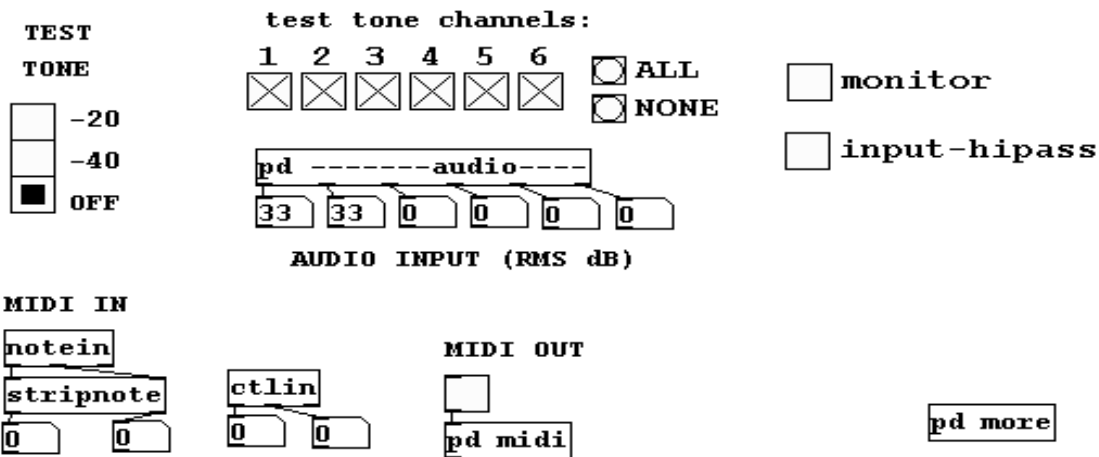 TEST
TONE
-20
-40
OFF
test tone channels:
1 2 3 4 5 6
ALL
NONE
monitor
input-hipass
pd -------audio----
33 33 0 0 0 0
AUDIO INPUT (RMS dB)
MIDI IN
notein
stripnote
0 0
ctlin
0 0
MIDI OUT
pd midi
pd more